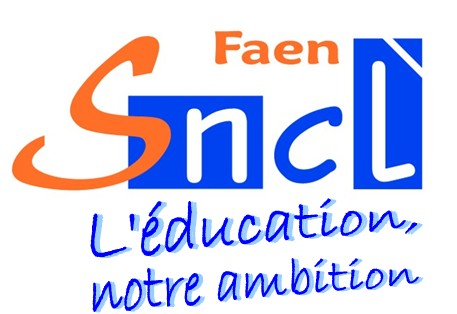 Faen
Sncl
L'éducation,
notre ambition